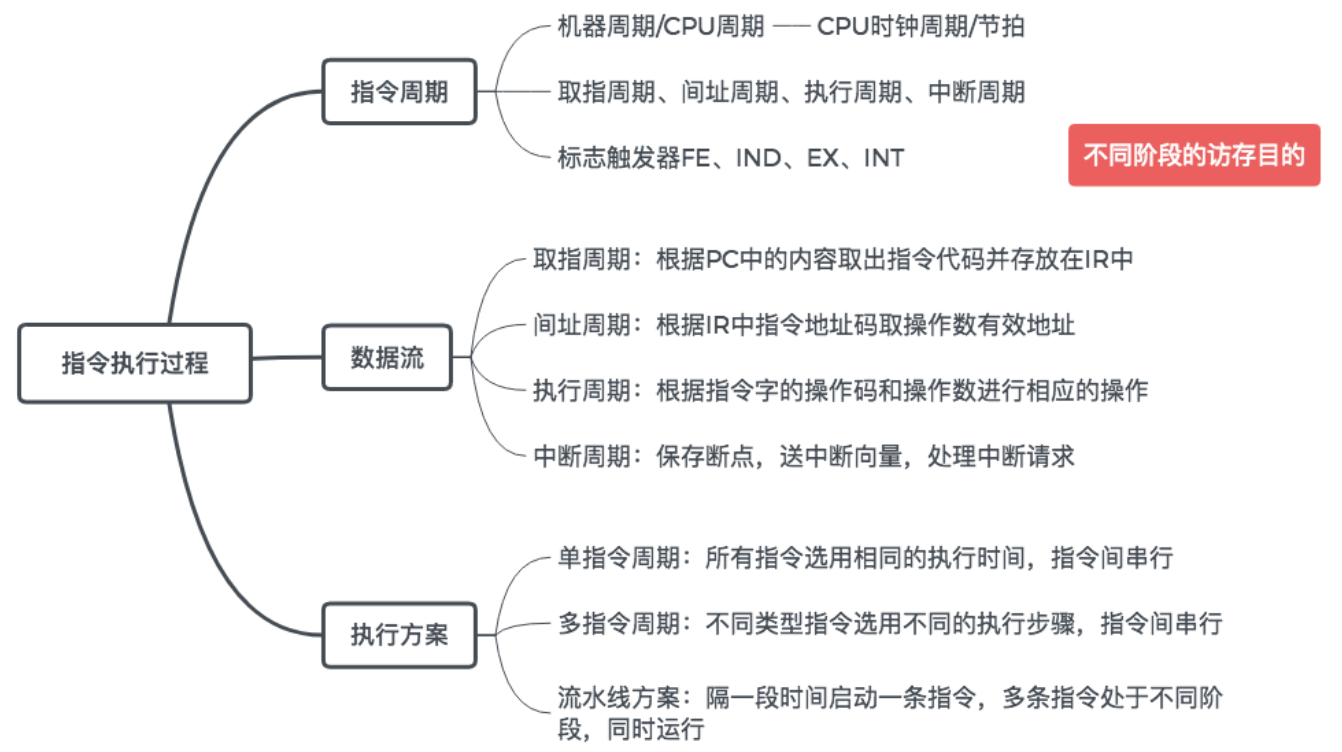 机器周期/CPU周期 —— CPU时钟周期/节拍
指令周期
取指周期、间址周期、执行周期、中断周期
标志触发器FE、IND、EX、INT
不同阶段的访存目的
指令执行过程
数据流
取指周期：根据PC中的内容取出指令代码并存放在IR中
间址周期：根据IR中指令地址码取操作数有效地址
执行周期：根据指令字的操作码和操作数进行相应的操作
中断周期：保存断点，送中断向量，处理中断请求
执行方案
单指令周期：所有指令选用相同的执行时间，指令间串行
多指令周期：不同类型指令选用不同的执行步骤，指令间串行
流水线方案：隔一段时间启动一条指令，多条指令处于不同阶
段，同时运行